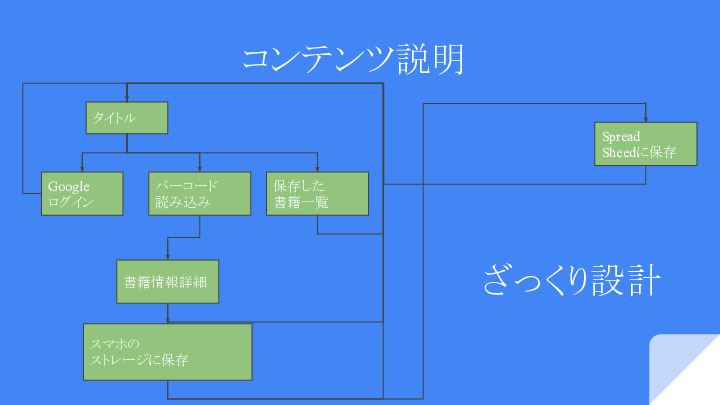 コンテンツ説明
タイトル
Spread
Sheedに保存
Google
ログイン
バーコード
読み込み
保存した
書籍一覧
書籍情報詳細
ざっくり設計
スマホの
ストレージに保存